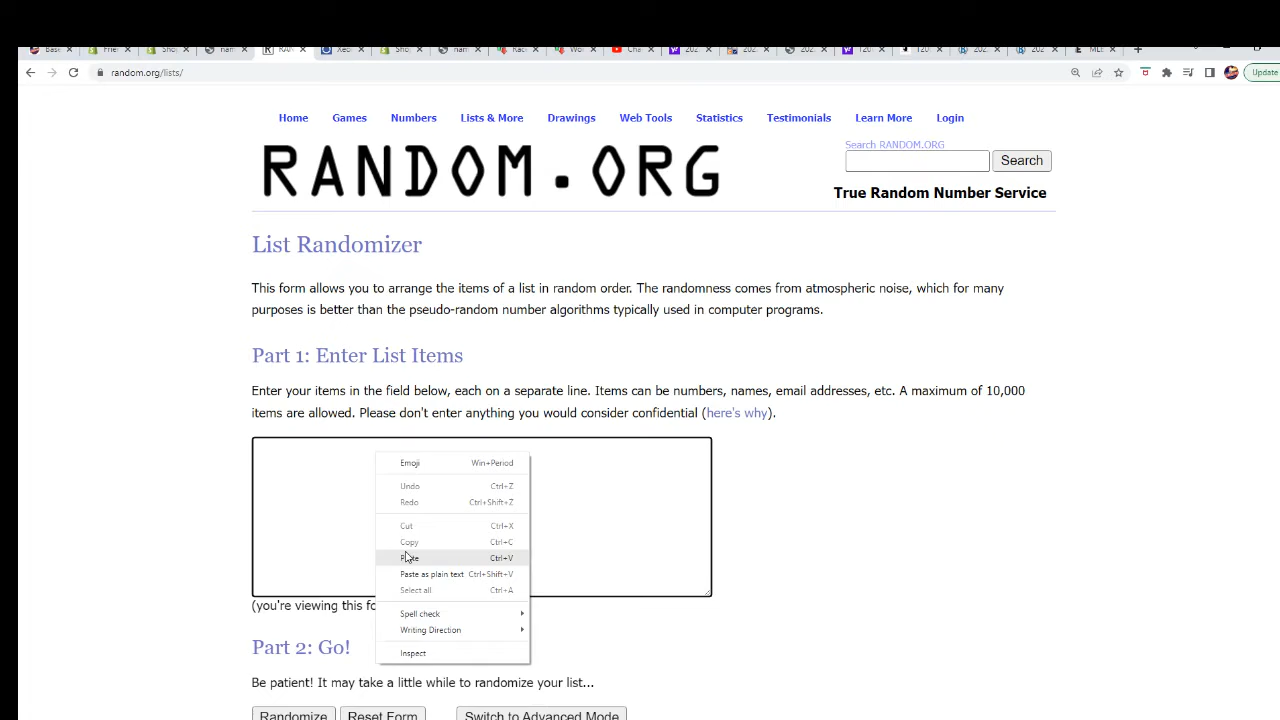 random.org/lists/
Update
Home Games Numbers Lists & More Drawings Web Tools Statistics Testimonials Learn More Login
RANDOM.ORG
Search RANDOM.ORG
Search
True Random Number Service
List Randomizer
This form allows you to arrange the items of a list in random order. The randomness comes from atmospheric noise, which for many
purposes is better than the pseudo-random number algorithms typically used in computer programs.
Part 1: Enter List Items
Enter your items in the field below, each on a separate line. Items can be numbers, names, email addresses, etc. A maximum of 10,000
items are allowed. Please don't enter anything you would consider confidential (here's why).
Emoji Win+Period
Undo Ctrl+Z
Redo Ctrl+Shift+Z
Cut Ctrl+X
Copy Ctrl+C
Paste Ctrl+V
Paste as plain text Ctrl+Shift+V
Select all Ctrl+A
Spell check
Writing Direction
Inspect
(you're viewing this fo
Part 2: Go!
Be patient! It may take a little while to randomize your list...
Randomize Reset Form Switch to Advanced Mode